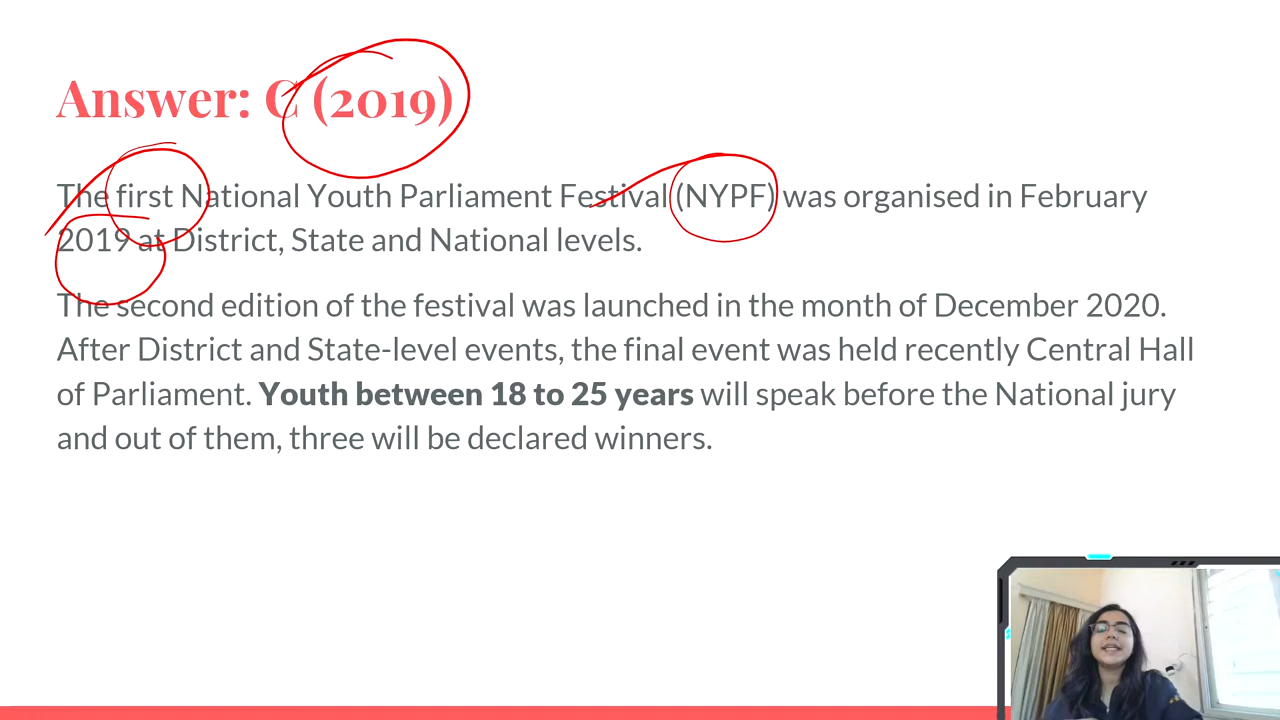 Answer: C (2019)
The first National Youth Parliament Festival (NYPF) was organised in February
2019 at District, State and National levels.
The second edition of the festival was launched in the month of December 2020.
After District and State-level events, the final event was held recently Central Hall
of Parliament. Youth between 18 to 25 years will speak before the National jury
and out of them, three will be declared winners.